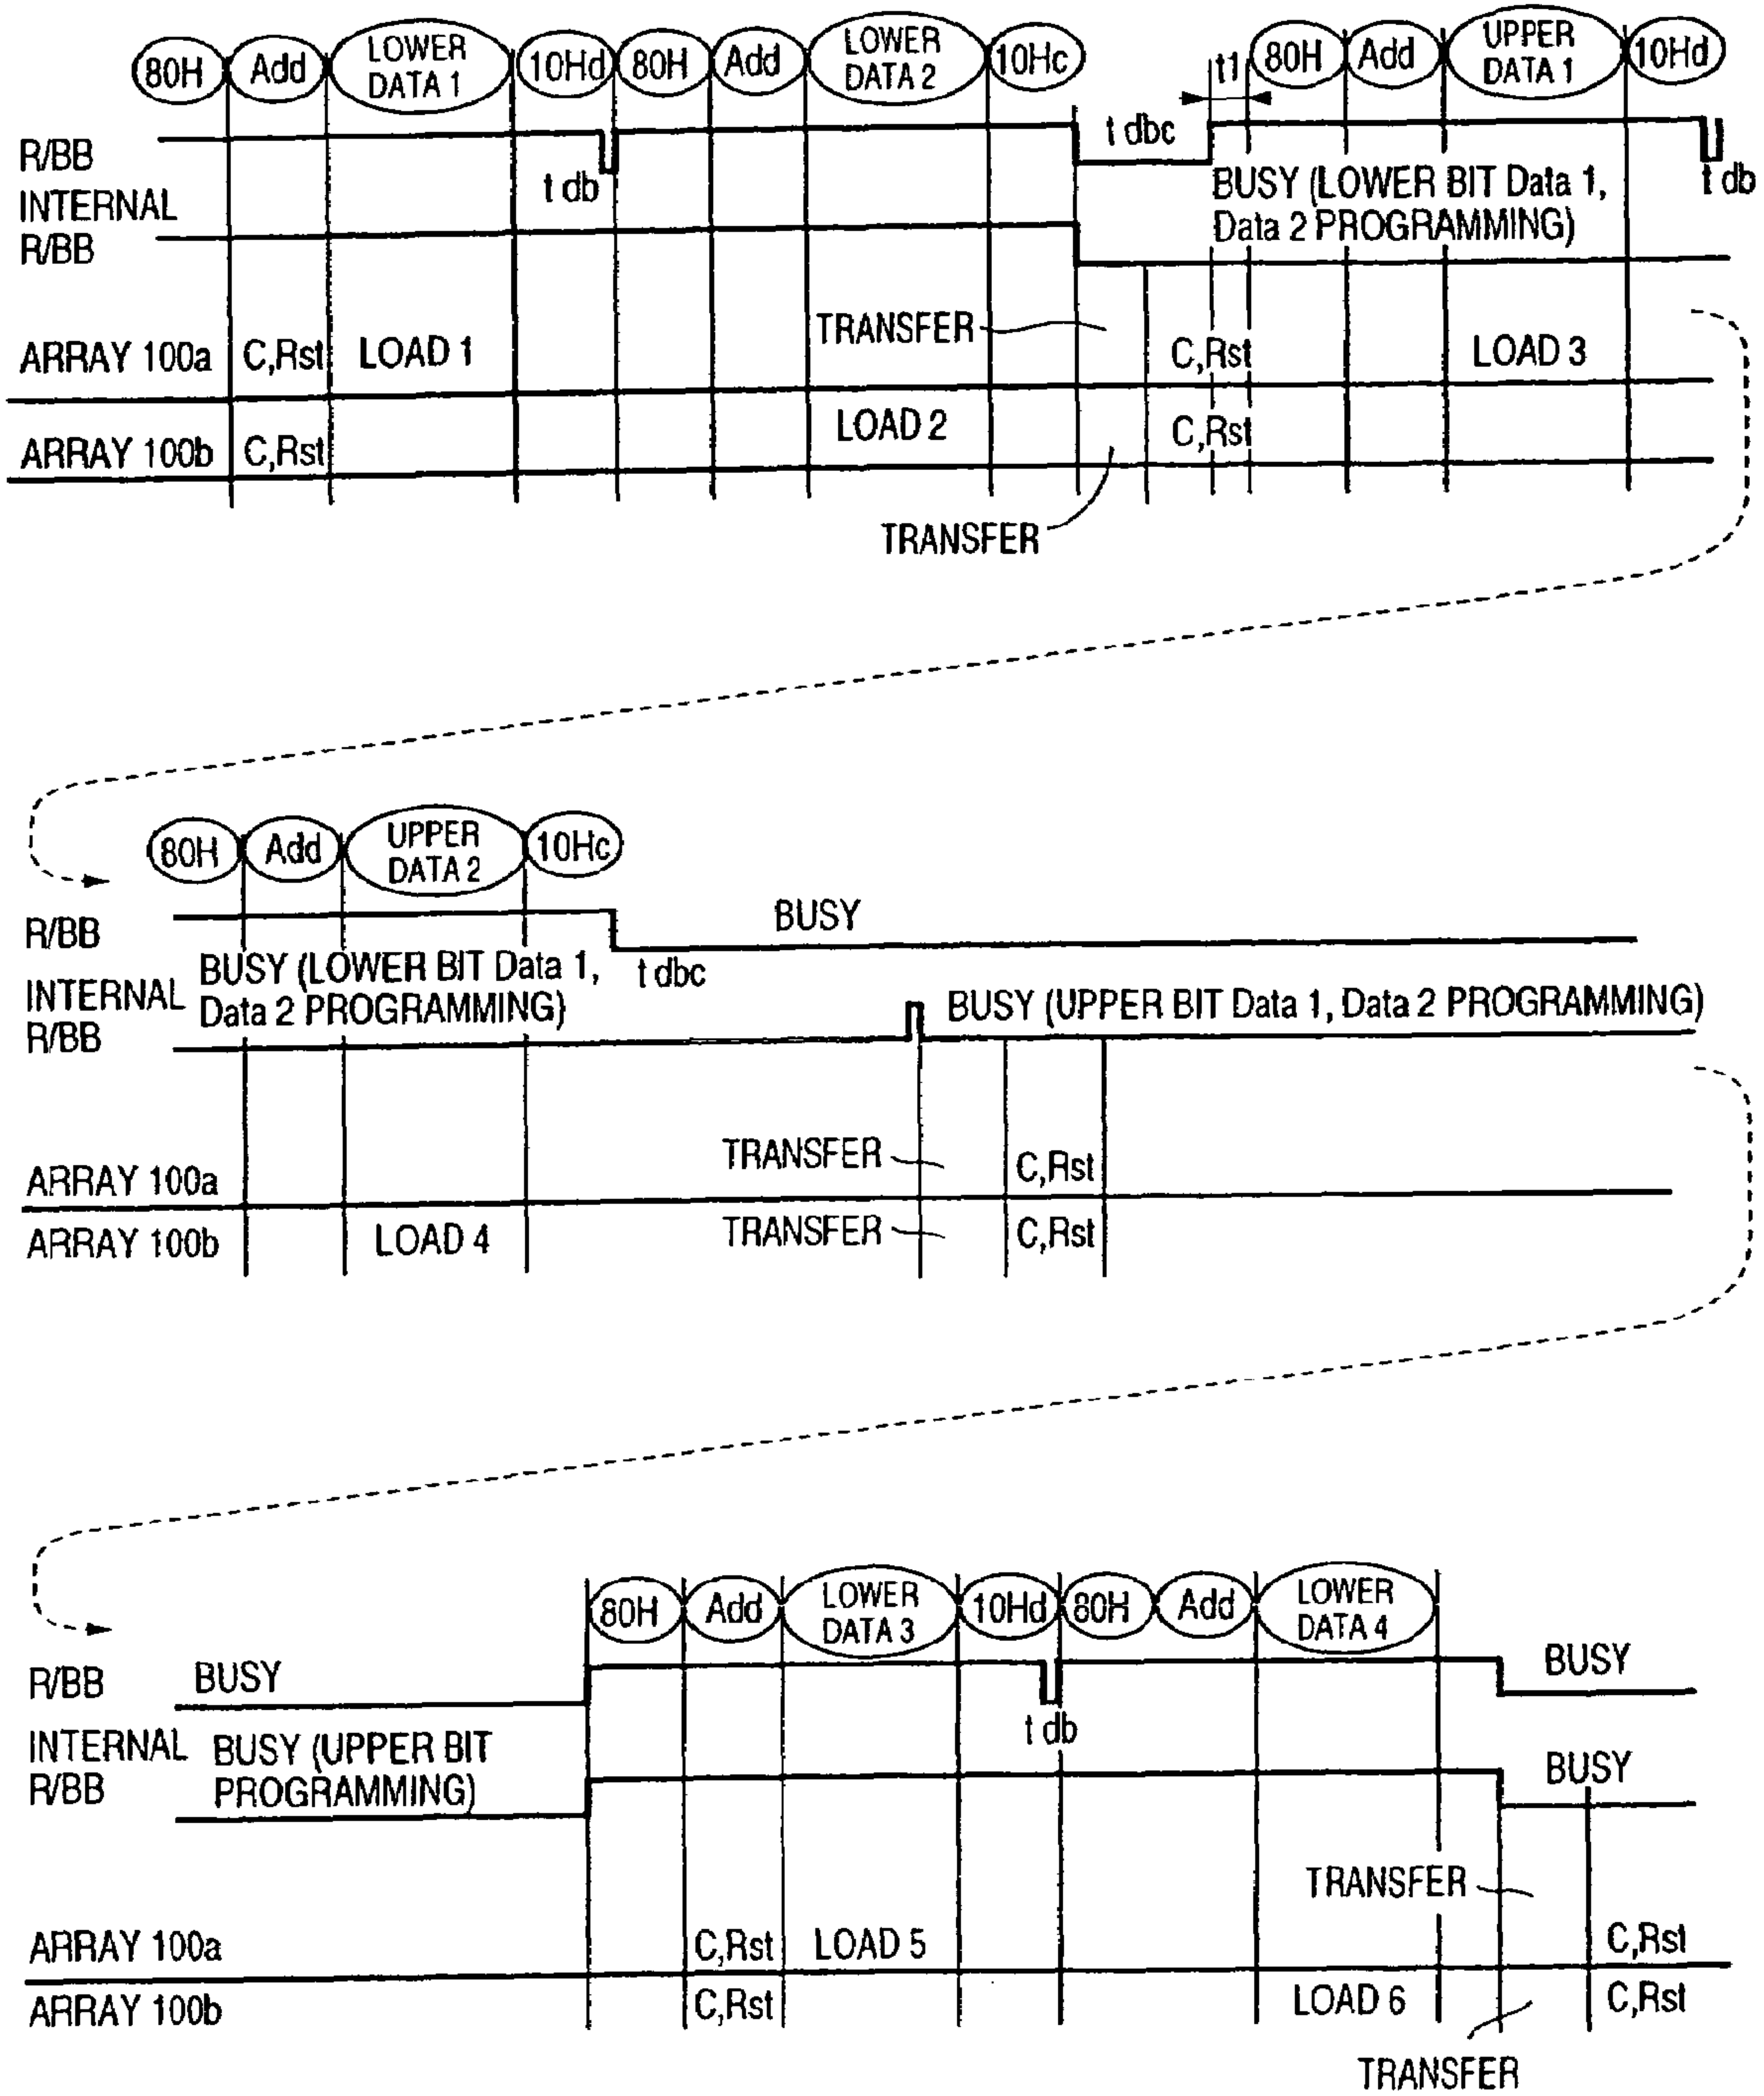 80H Add LOWER DATA 1 10Hd 80H Add LOWER DATA 2 10Hc t1 80H Add UPPER DATA 1 10Hd
R/BB t db t dbc t db
INTERNAL R/BB BUSY (LOWER BIT Data 1, Data 2 PROGRAMMING)
TRANSFER
ARRAY 100a C,Rst LOAD 1 C,Rst LOAD 3
ARRAY 100b C,Rst LOAD 2 C,Rst
TRANSFER
80H Add UPPER DATA 2 10Hc
R/BB BUSY
t dbc
INTERNAL R/BB BUSY (LOWER BIT Data 1, Data 2 PROGRAMMING) BUSY (UPPER BIT Data 1, Data 2 PROGRAMMING)
ARRAY 100a TRANSFER C,Rst
ARRAY 100b LOAD 4 TRANSFER C,Rst
80H Add LOWER DATA 3 10Hd 80H Add LOWER DATA 4
R/BB BUSY BUSY
t db
INTERNAL R/BB BUSY (UPPER BIT PROGRAMMING) BUSY
TRANSFER
ARRAY 100a C,Rst LOAD 5 C,Rst
ARRAY 100b C,Rst LOAD 6 C,Rst
TRANSFER